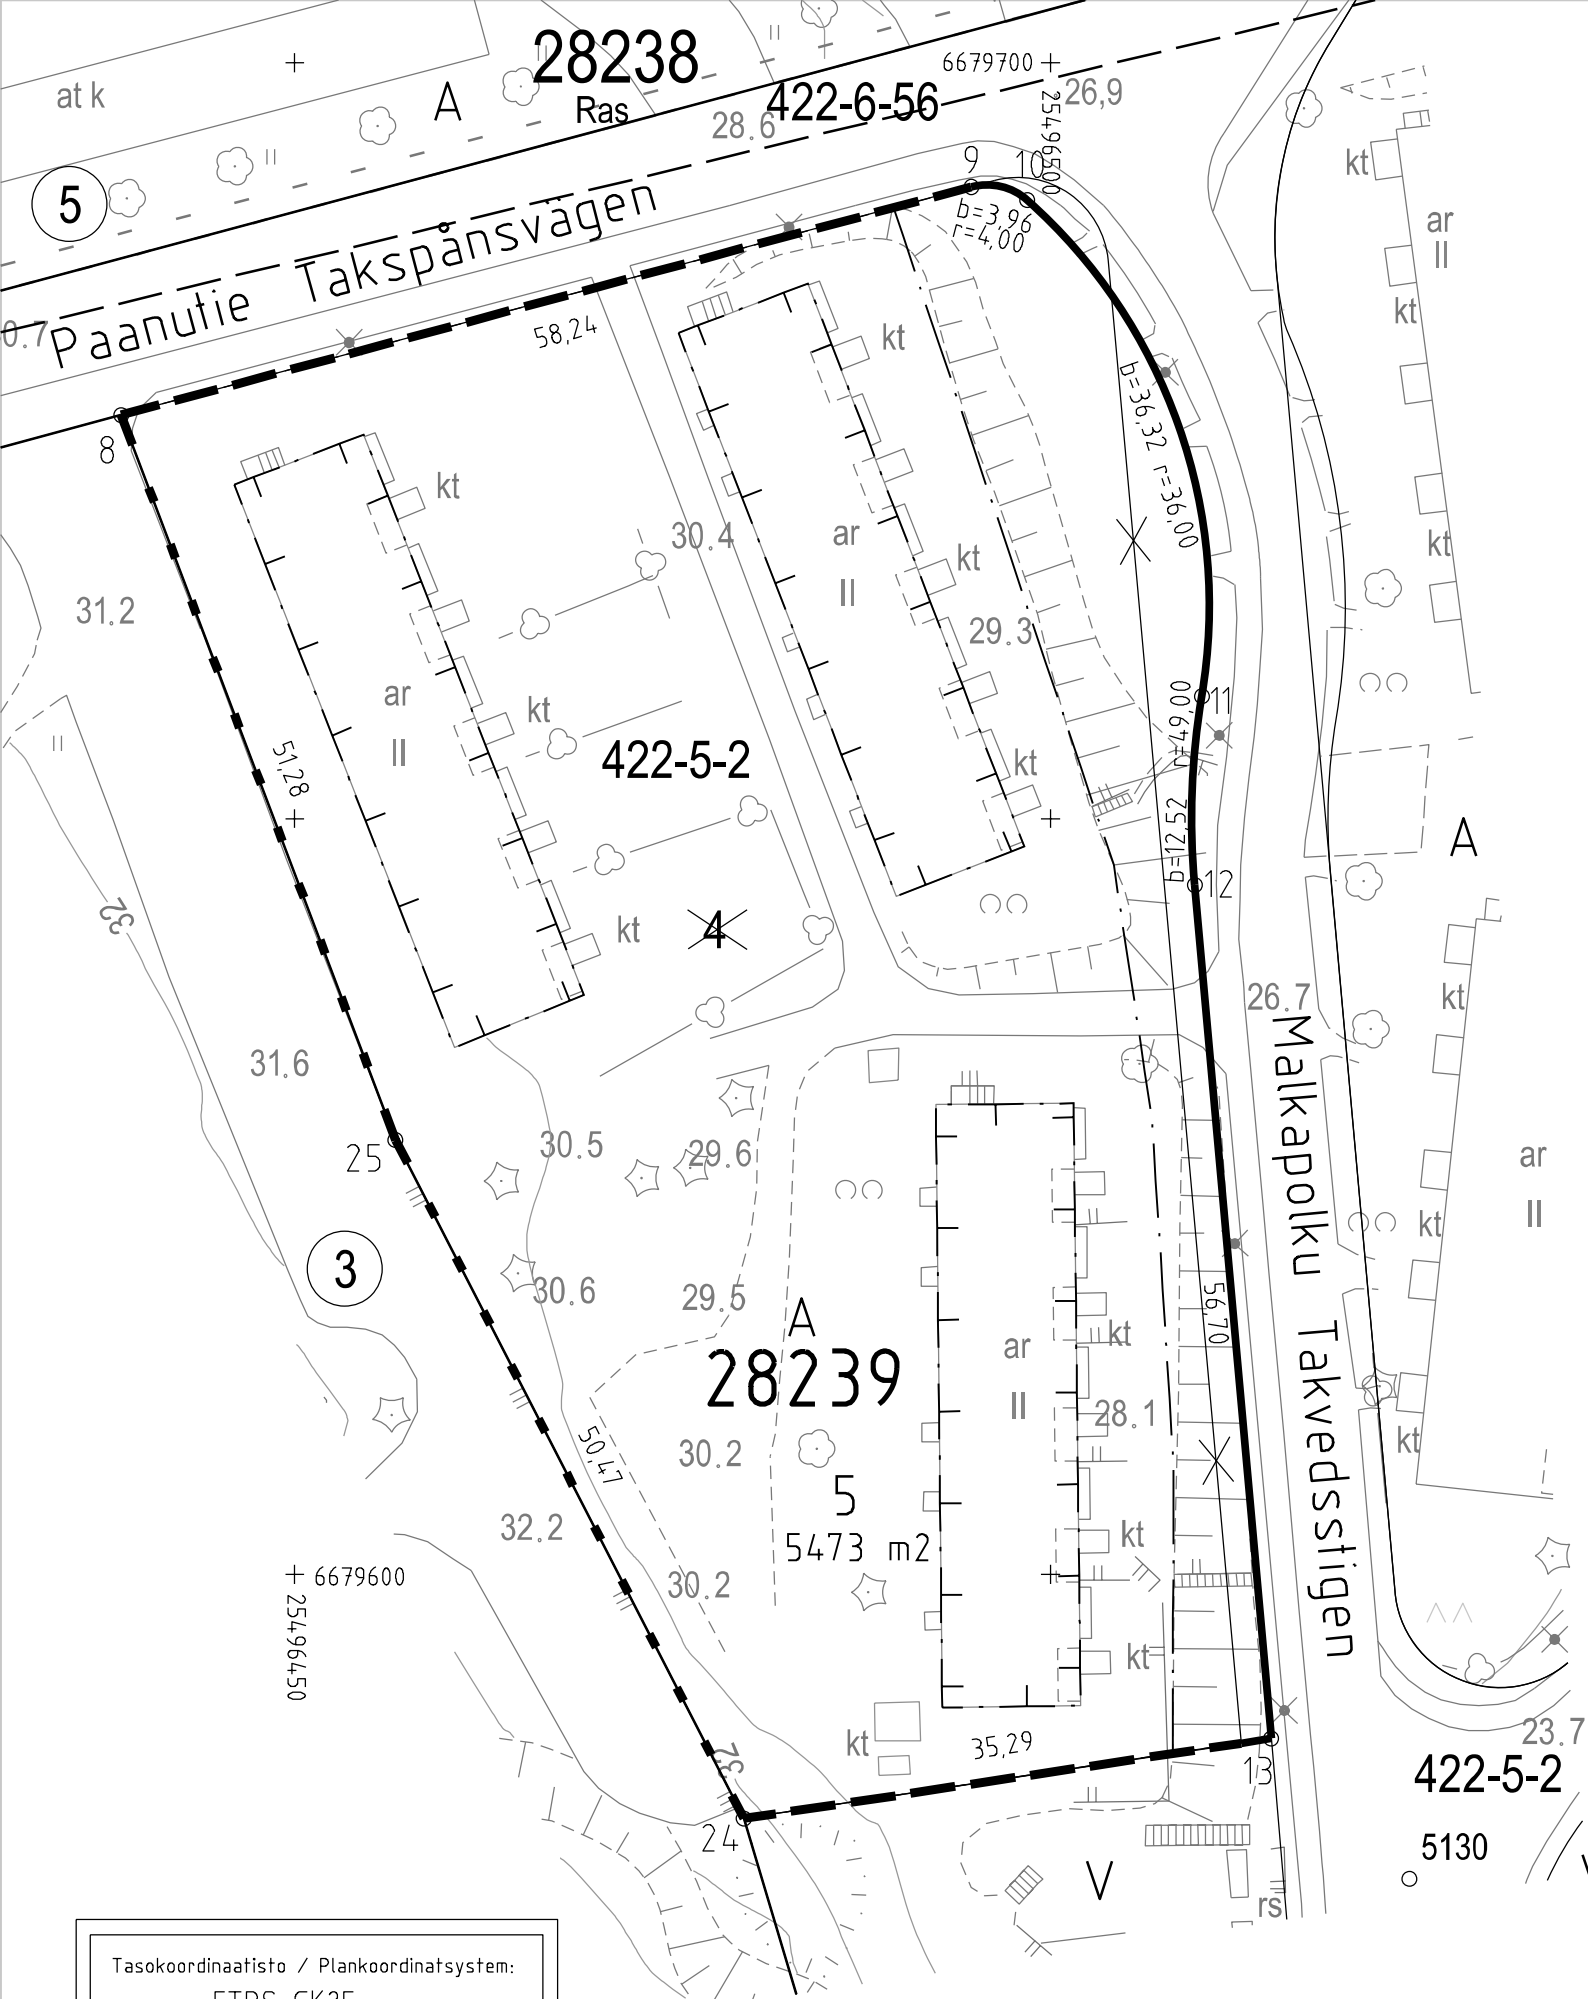 28238
6679700
at k
A
Ras
422-6-56
26,9
28.6
25496500
5
9
10
kt
b=3,96
r=4,00
ar
II
Paanutie Takspånsvägen
0.7
58,24
kt
kt
8
b=36,32 r=36,00
kt
30.4
ar
II
kt
kt
31.2
29.3
ar
II
kt
11
51,28
422-5-2
kt
b=12,52 r=49,00
A
12
32
4
kt
26.7
kt
31.6
25
30.5
29.6
Malkapolku Takvedsstigen
ar
II
kt
3
30.6
29.5
56,70
A
28239
ar
II
kt
28.1
kt
50,47
30.2
5
32.2
5473 m2
kt
6679600
25496450
30.2
kt
kt
35,29
32
13
23.7
422-5-2
24
5130
V
rs
Tasokoordinaatisto / Plankoordinatsystem: